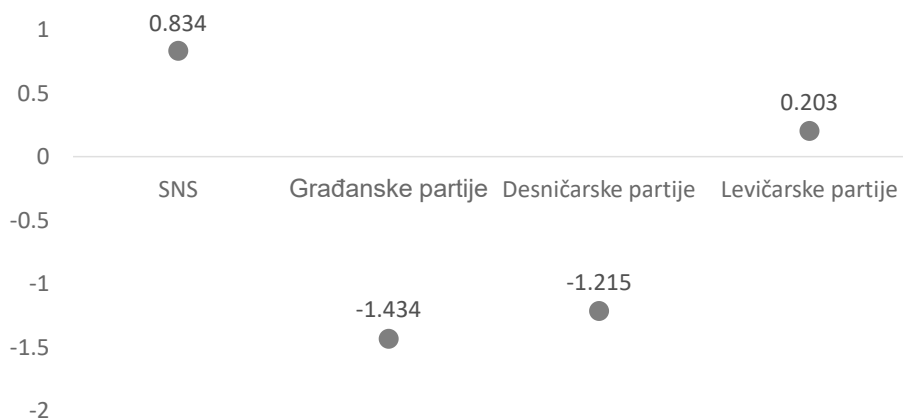 1
0.834
0.5
0.203
0
SNS
Građanske partije
Desničarske partije
Levičarske partije
-0.5
-1
-1.215
-1.434
-1.5
-2